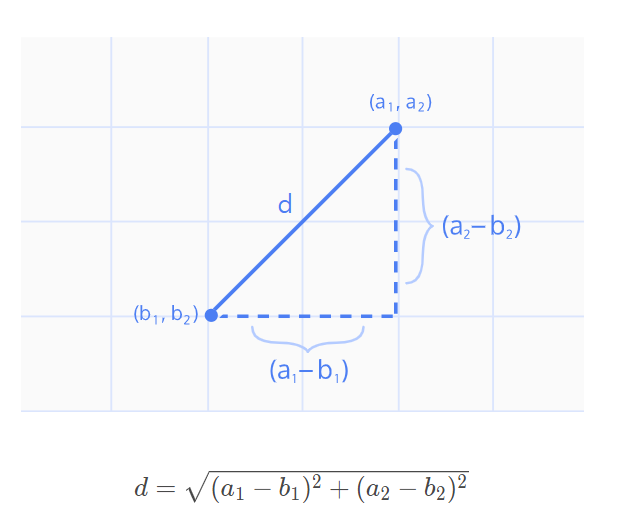 (a₁, a₂)
d
(a₂−b₂)
(b₁, b₂)
(a₁−b₁)
d = √(a₁ − b₁)² + (a₂ − b₂)²